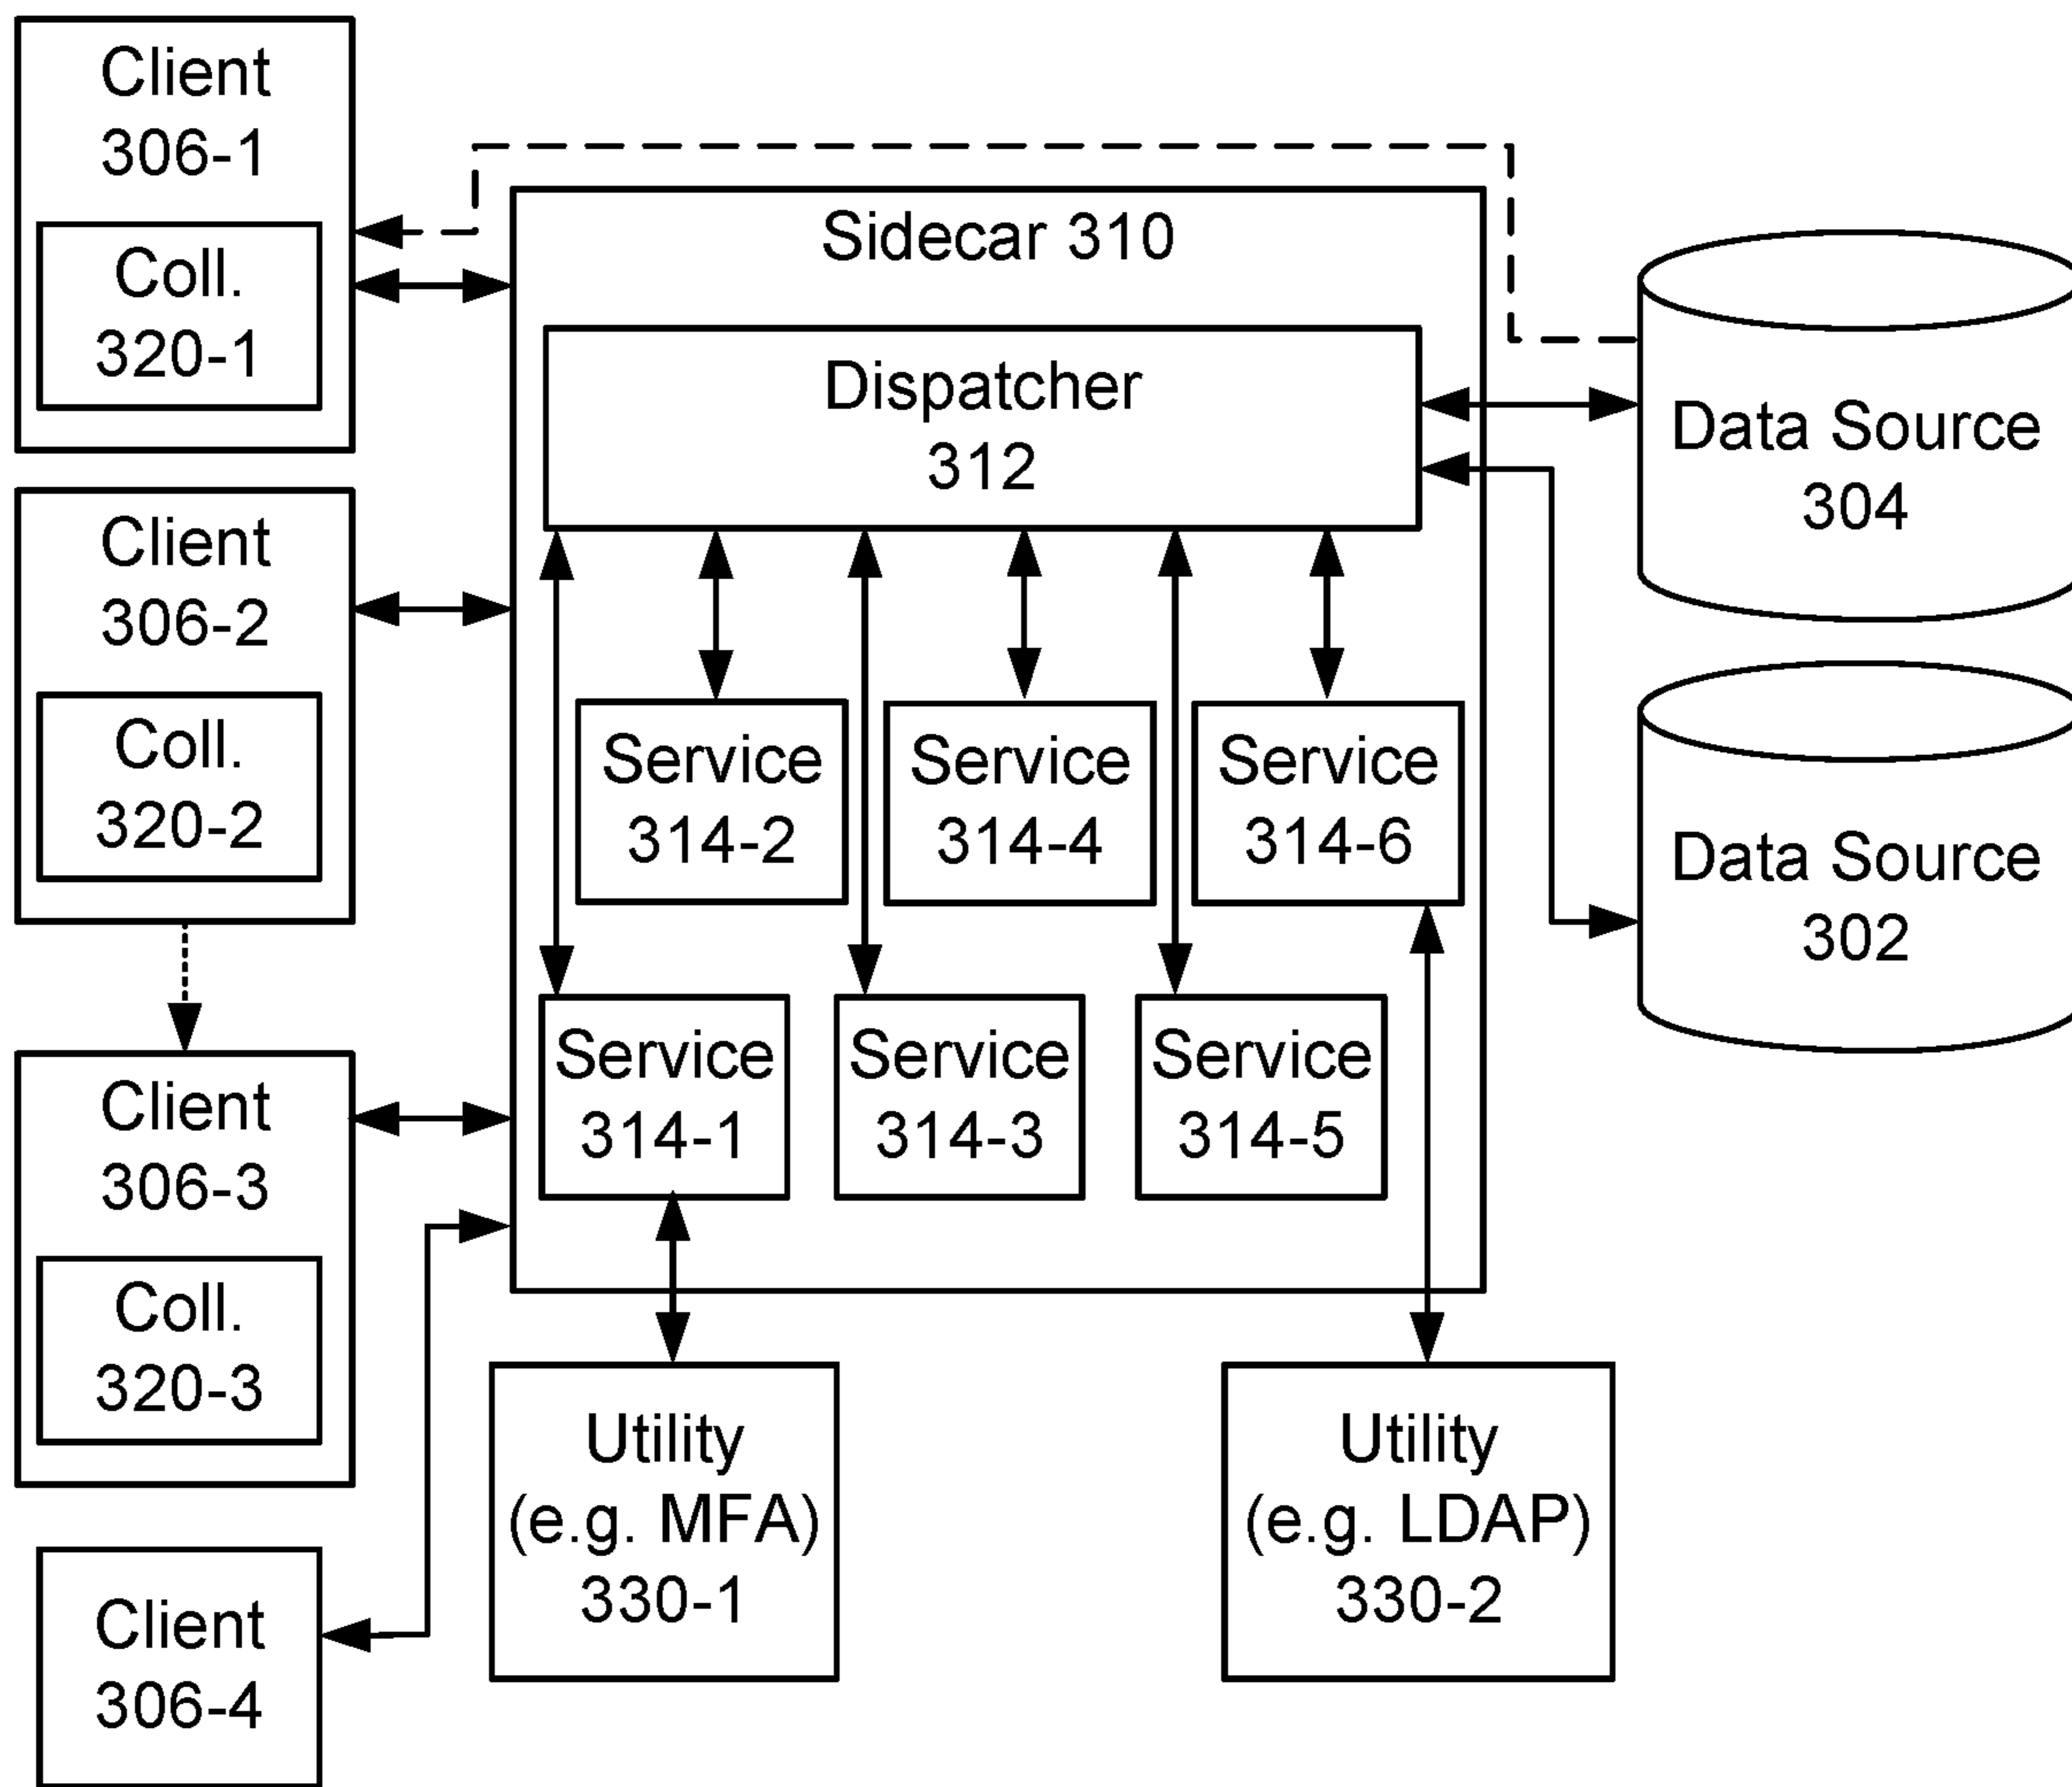 Client
306-1
Coll.
320-1
Client
306-2
Coll.
320-2
Client
306-3
Coll.
320-3
Client
306-4
Sidecar 310
Dispatcher
312
Service
314-2
Service
314-4
Service
314-6
Service
314-1
Service
314-3
Service
314-5
Utility
(e.g. MFA)
330-1
Utility
(e.g. LDAP)
330-2
Data Source
304
Data Source
302